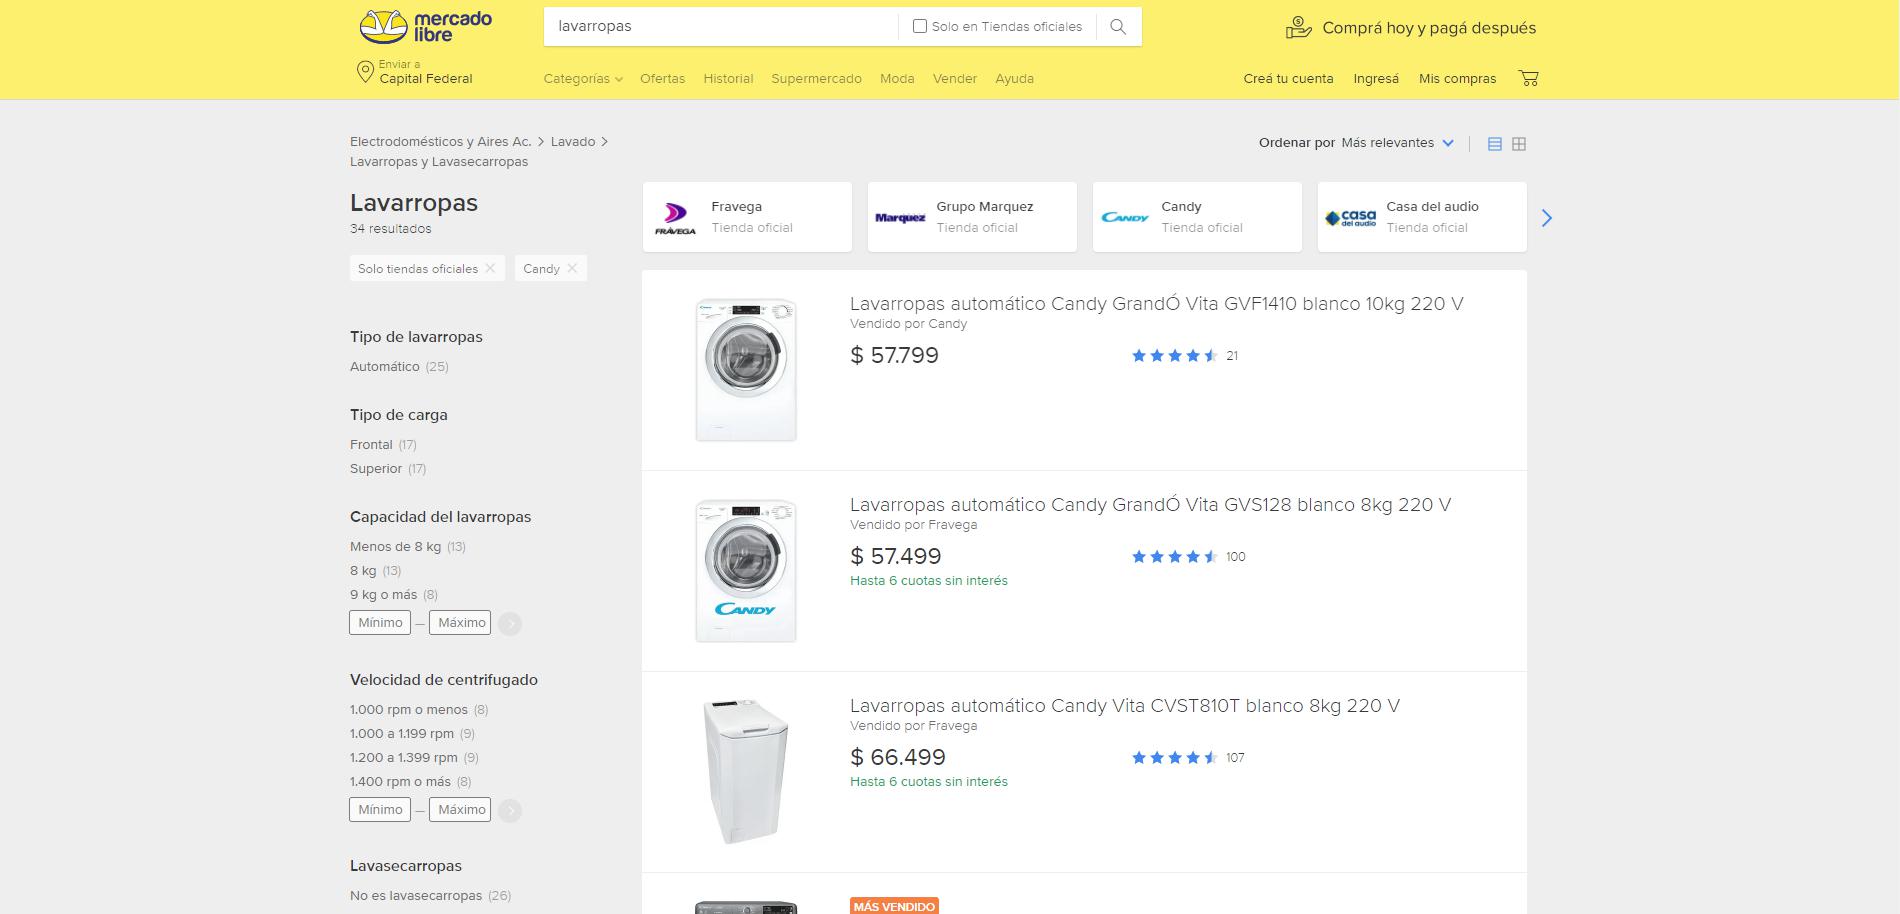 mercado
libre
lavarropas
Solo en Tiendas oficiales
Comprá hoy y pagá después
Enviar a
Capital Federal
Categorías
Ofertas
Historial
Supermercado
Moda
Vender
Ayuda
Creá tu cuenta
Ingresá
Mis compras
Electrodomésticos y Aires Ac. > Lavado >
Lavarropas y Lavasecarropas
Ordenar por Más relevantes
Lavarropas
34 resultados
Solo tiendas oficiales
Candy
Tipo de lavarropas
Automático (25)
Tipo de carga
Frontal (17)
Superior (17)
Capacidad del lavarropas
Menos de 8 kg (13)
8 kg (13)
9 kg o más (8)
Mínimo — Máximo
Velocidad de centrifugado
1.000 rpm o menos (8)
1.000 a 1.199 rpm (9)
1.200 a 1.399 rpm (9)
1.400 rpm o más (8)
Mínimo — Máximo
Lavasecarropas
No es lavasecarropas (26)
FRÁVEGA
Fravega
Tienda oficial
Marquez
Grupo Marquez
Tienda oficial
CANDY
Candy
Tienda oficial
casa
del audio
Casa del audio
Tienda oficial
Lavarropas automático Candy GrandÓ Vita GVF1410 blanco 10kg 220 V
Vendido por Candy
$ 57.799
21
Lavarropas automático Candy GrandÓ Vita GVS128 blanco 8kg 220 V
Vendido por Fravega
$ 57.499
100
Hasta 6 cuotas sin interés
CANDY
Lavarropas automático Candy Vita CVST810T blanco 8kg 220 V
Vendido por Fravega
$ 66.499
107
Hasta 6 cuotas sin interés
MÁS VENDIDO